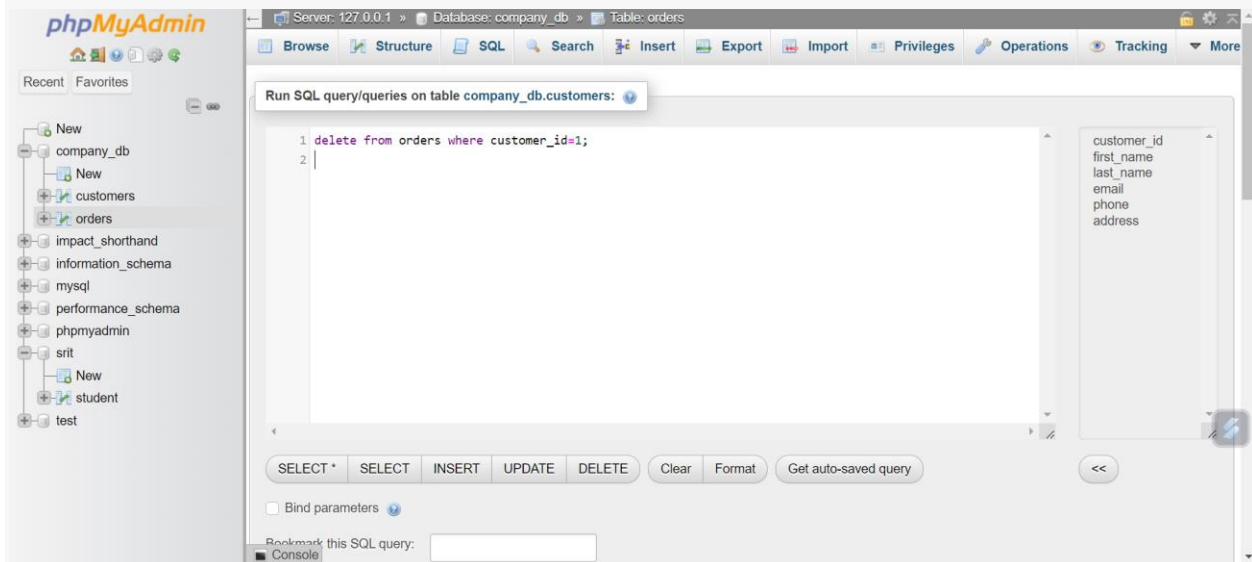 phpMyAdmin
Recent Favorites
New
company_db
New
customers
orders
impact_shorthand
information_schema
mysql
performance_schema
phpmyadmin
srit
New
student
test
Server: 127.0.0.1 » Database: company_db » Table: orders
Browse Structure SQL Search Insert Export Import Privileges Operations Tracking More
Run SQL query/queries on table company_db.customers:
1 delete from orders where customer_id=1;
2
customer_id
first_name
last_name
email
phone
address
SELECT * SELECT INSERT UPDATE DELETE Clear Format Get auto-saved query <<
Bind parameters
Bookmark this SQL query:
Console